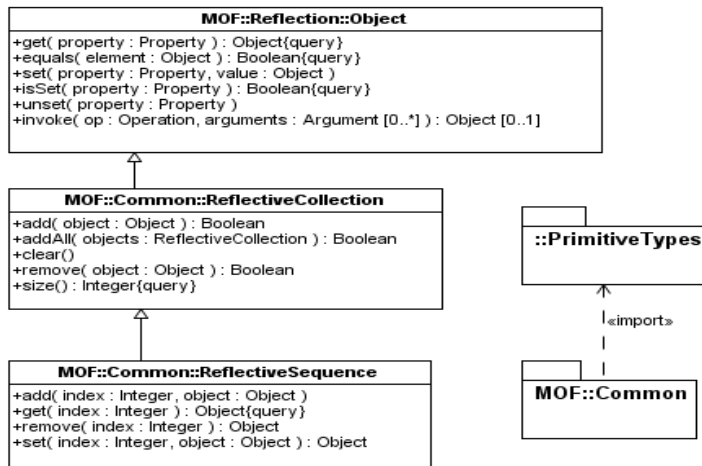 MOF::Reflection::Object
+get( property : Property ) : Object{query}
+equals( element : Object ) : Boolean{query}
+set( property : Property, value : Object )
+isSet( property : Property ) : Boolean{query}
+unset( property : Property )
+invoke( op : Operation, arguments : Argument [0..*] ) : Object [0..1]
MOF::Common::ReflectiveCollection
+add( object : Object ) : Boolean
+addAll( objects : ReflectiveCollection ) : Boolean
+clear()
+remove( object : Object ) : Boolean
+size() : Integer{query}
MOF::Common::ReflectiveSequence
+add( index : Integer, object : Object )
+get( index : Integer ) : Object{query}
+remove( index : Integer ) : Object
+set( index : Integer, object : Object ) : Object
::PrimitiveTypes
«import»
MOF::Common